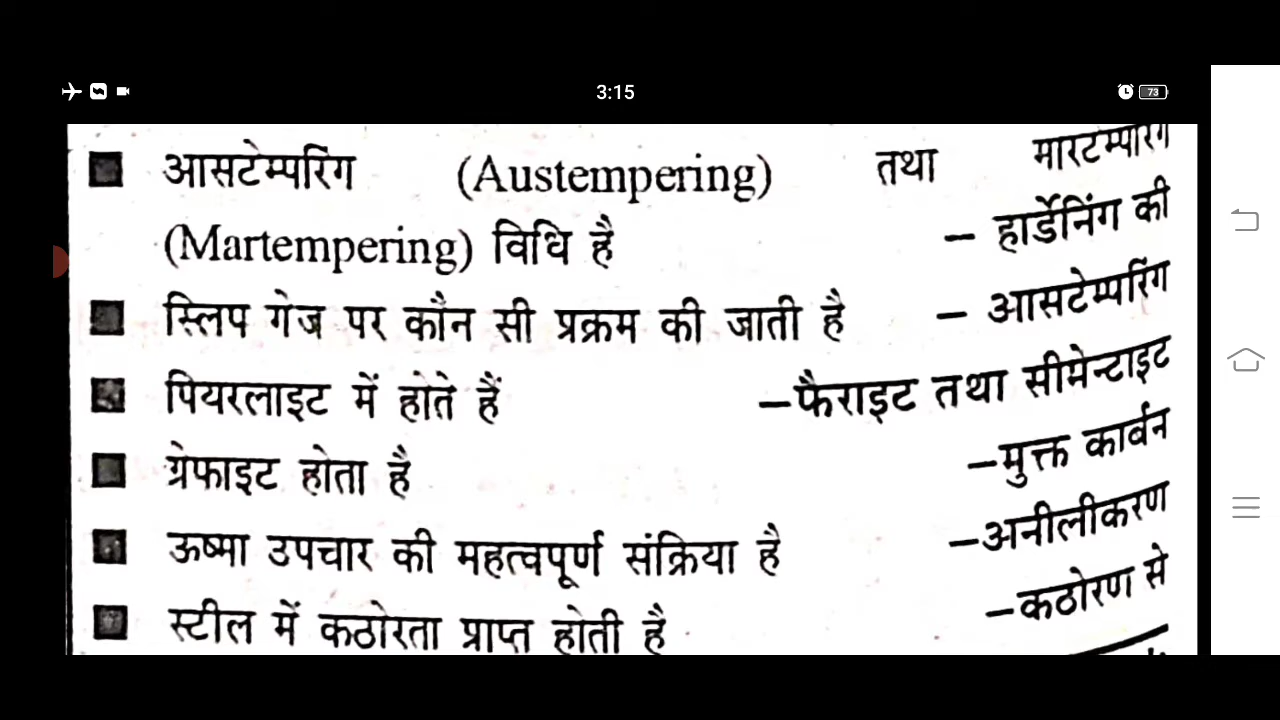 3:15
73
आसटेम्परिंग (Austempering) तथा मारटेम्परिंग
(Martempering) विधि है – हार्डेनिंग की
स्लिप गेज पर कौन सी प्रक्रम की जाती है – आसटेम्परिंग
पियरलाइट में होते हैं –फैराइट तथा सीमेन्टाइट
ग्रेफाइट होता है –मुक्त कार्बन
ऊष्मा उपचार की महत्वपूर्ण संक्रिया है –अनीलीकरण
स्टील में कठोरता प्राप्त होती है –कठोरण से